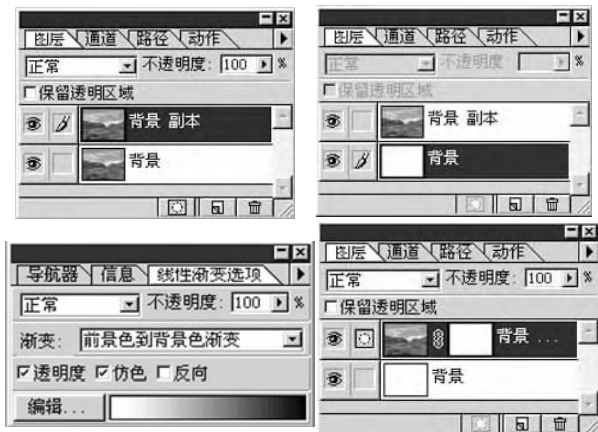 图层 通道 路径 动作
正常 不透明度: 100 %
保留透明区域
背景 副本
背景
图层 通道 路径 动作
正常 不透明度: %
保留透明区域
背景 副本
背景
导航器 信息 线性渐变选项
正常 不透明度: 100 %
渐变: 前景色到背景色渐变
透明度 仿色 反向
编辑...
图层 通道 路径 动作
正常 不透明度: 100 %
保留透明区域
背景 ...
背景